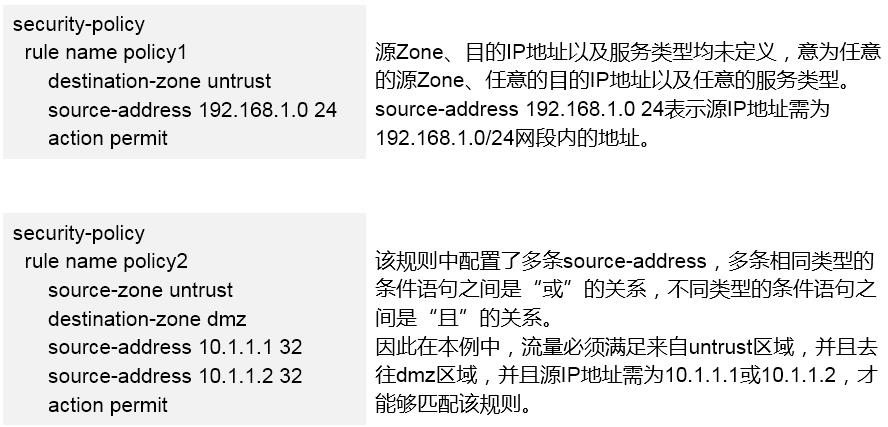 security-policy
rule name policy1
destination-zone untrust
source-address 192.168.1.0 24
action permit
源Zone、目的IP地址以及服务类型均未定义，意为任意
的源Zone、任意的目的IP地址以及任意的服务类型。
source-address 192.168.1.0 24表示源IP地址需为
192.168.1.0/24网段内的地址。
security-policy
rule name policy2
source-zone untrust
destination-zone dmz
source-address 10.1.1.1 32
source-address 10.1.1.2 32
action permit
该规则中配置了多条source-address，多条相同类型的
条件语句之间是“或”的关系，不同类型的条件语句之
间是“且”的关系。
因此在本例中，流量必须满足来自untrust区域，并且去
往dmz区域，并且源IP地址需为10.1.1.1或10.1.1.2，才
能够匹配该规则。